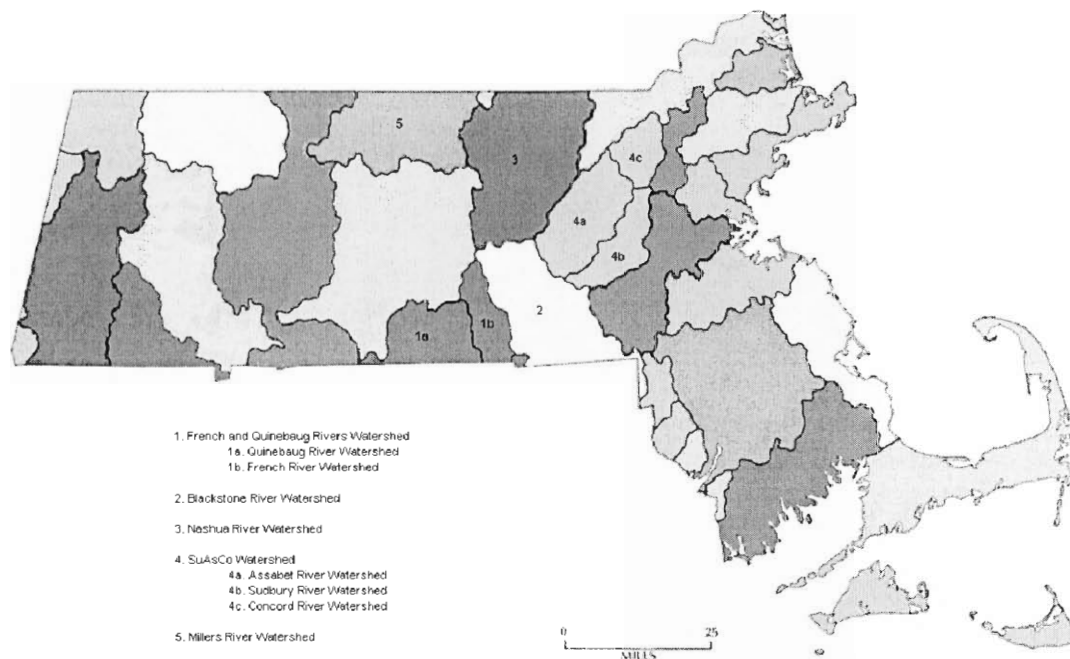 5
3
4c
4a
4b
2
1b
1a
1. French and Quinebaug Rivers Watershed
1a. Quinebaug River Watershed
1b. French River Watershed
2. Blackstone River Watershed
3. Nashua River Watershed
4. SuAsCo Watershed
4a. Assabet River Watershed
4b. Sudbury River Watershed
4c. Concord River Watershed
5. Millers River Watershed
0 25
MILES